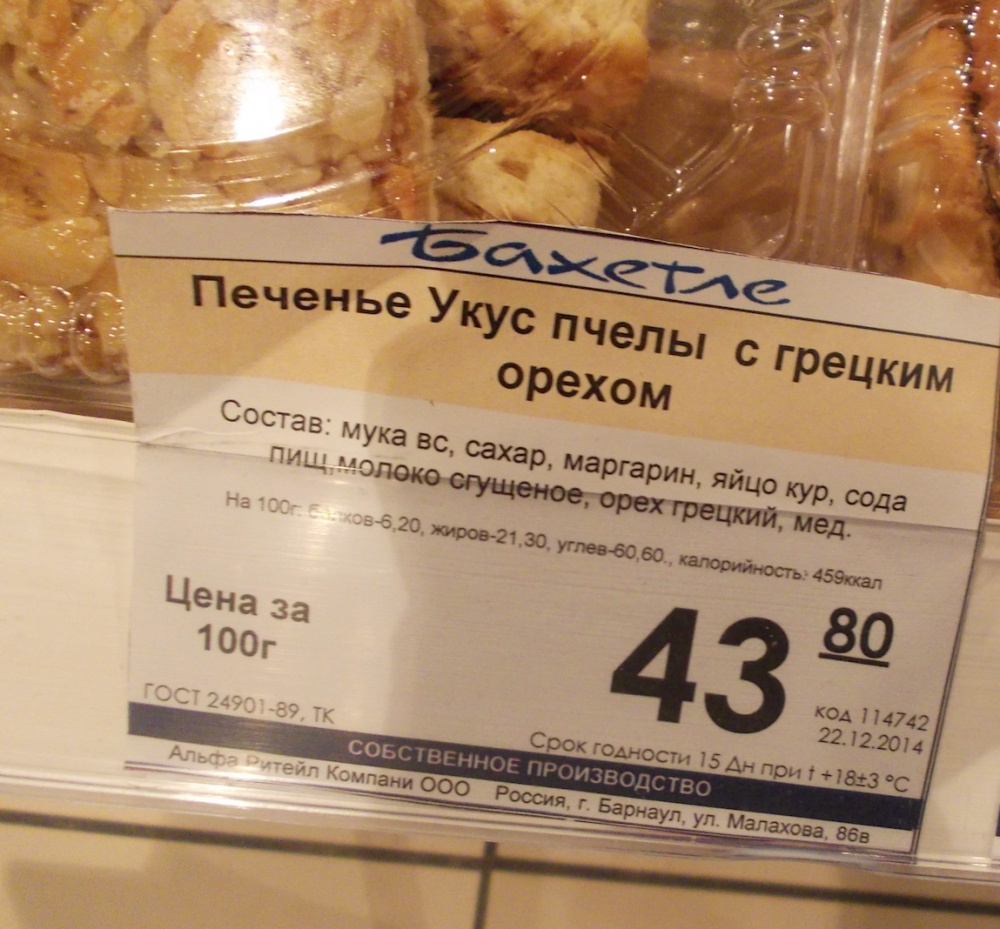 Бахетле
Печенье Укус пчелы с грецким
орехом
Состав: мука вс, сахар, маргарин, яйцо кур, сода
пищ,молоко сгущеное, орех грецкий, мед.
На 100г: белков-6,20, жиров-21,30, углев-60,60., калорийность: 459ккал
Цена за
100г
43 80
ГОСТ 24901-89, ТК
код 114742
22.12.2014
Срок годности 15 Дн при t +18±3 °С
СОБСТВЕННОЕ ПРОИЗВОДСТВО
Альфа Ритейл Компани ООО Россия, г. Барнаул, ул. Малахова, 86в